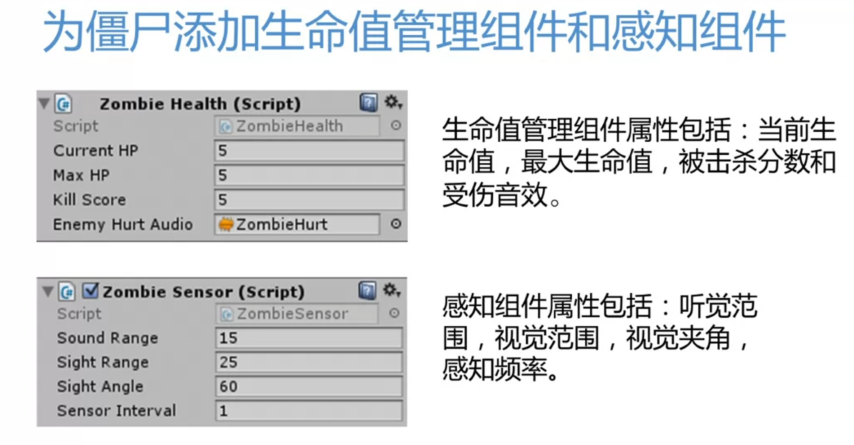 为僵尸添加生命值管理组件和感知组件
Zombie Health (Script)
Script ZombieHealth
Current HP 5
Max HP 5
Kill Score 5
Enemy Hurt Audio ZombieHurt
生命值管理组件属性包括：当前生
命值，最大生命值，被击杀分数和
受伤音效。
Zombie Sensor (Script)
Script ZombieSensor
Sound Range 15
Sight Range 25
Sight Angle 60
Sensor Interval 1
感知组件属性包括：听觉范
围，视觉范围，视觉夹角，
感知频率。